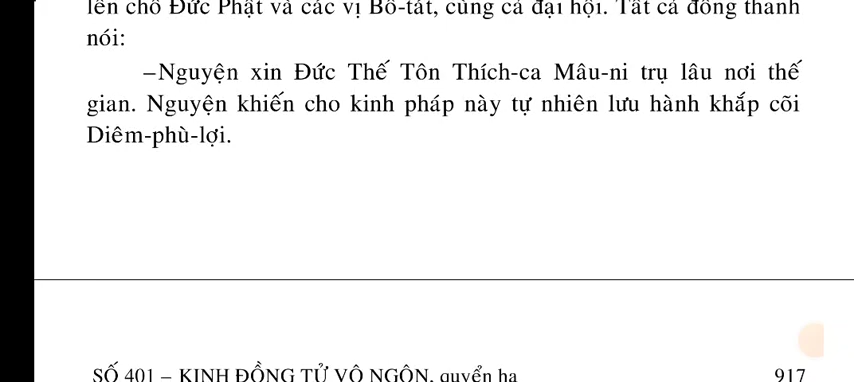 lên chỗ Đức Phật và các vị Bồ-tát, cùng cả đại hội. Tất cả đồng thanh
nói:
–Nguyện xin Đức Thế Tôn Thích-ca Mâu-ni trụ lâu nơi thế
gian. Nguyện khiến cho kinh pháp này tự nhiên lưu hành khắp cõi
Diêm-phù-lợi.
SỐ 401 – KINH ĐỒNG TỬ VÔ NGÔN, quyển hạ
917